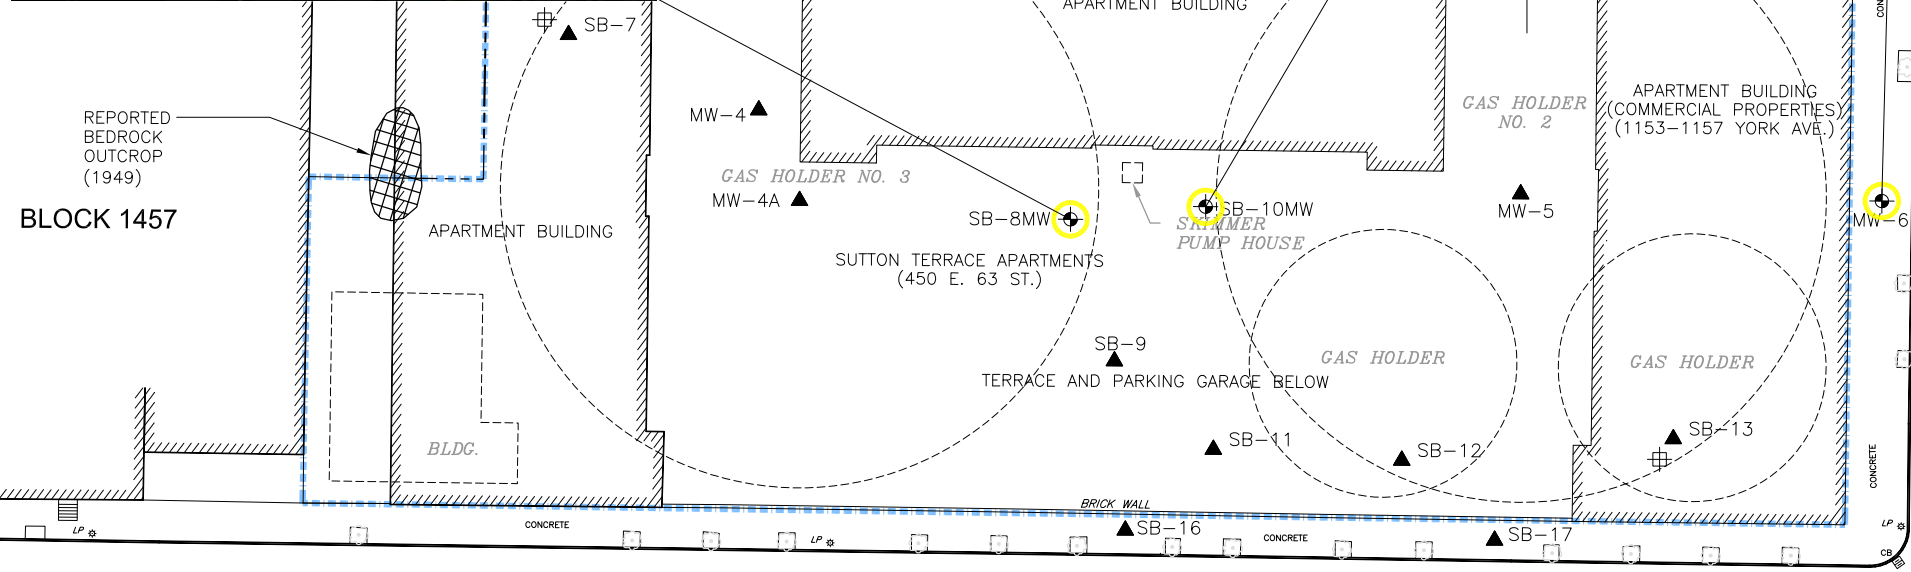 APARTMENT BUILDING
CON
SB-7
REPORTED
BEDROCK
OUTCROP
(1949)
MW-4
GAS HOLDER
NO. 2
APARTMENT BUILDING
(COMMERCIAL PROPERTIES)
(1153-1157 YORK AVE.)
GAS HOLDER NO. 3
MW-4A
BLOCK 1457
APARTMENT BUILDING
SB-8MW
SB-10MW
SKIMMER
PUMP HOUSE
MW-5
MW-6
SUTTON TERRACE APARTMENTS
(450 E. 63 ST.)
SB-9
TERRACE AND PARKING GARAGE BELOW
GAS HOLDER
GAS HOLDER
BLDG.
SB-11
SB-12
SB-13
CONCRETE
BRICK WALL
LP
CONCRETE
LP
SB-16
CONCRETE
SB-17
LP
CB